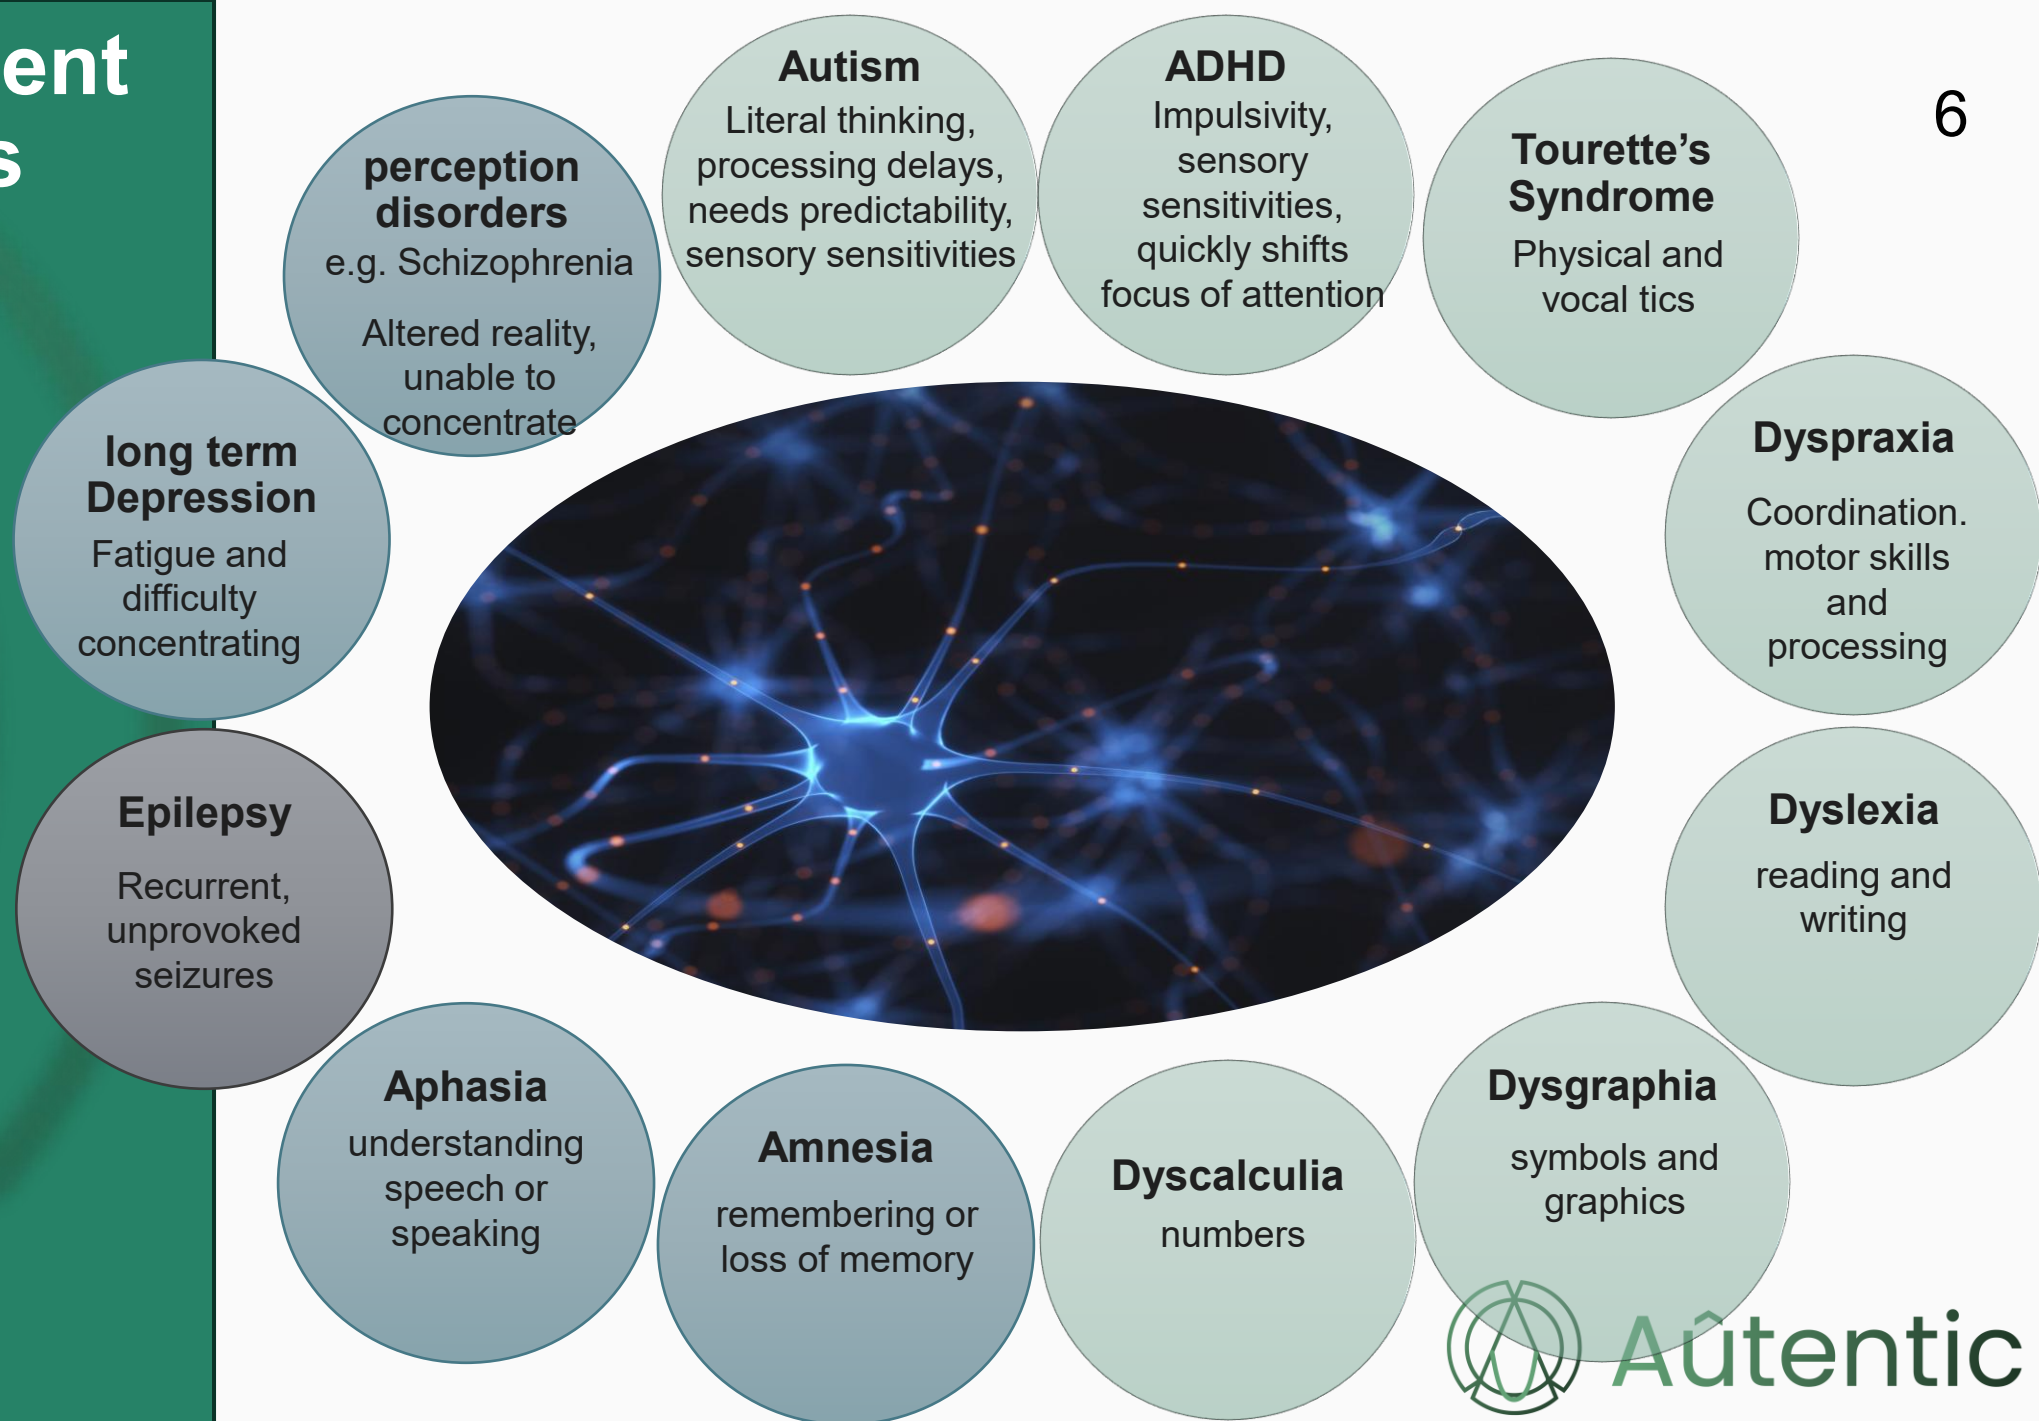 ent
s
6
perception
disorders
e.g. Schizophrenia
Altered reality,
unable to
concentrate
Autism
Literal thinking,
processing delays,
needs predictability,
sensory sensitivities
ADHD
Impulsivity,
sensory
sensitivities,
quickly shifts
focus of attention
Tourette’s
Syndrome
Physical and
vocal tics
Dyspraxia
Coordination.
motor skills
and
processing
Dyslexia
reading and
writing
Dysgraphia
symbols and
graphics
Dyscalculia
numbers
Amnesia
remembering or
loss of memory
Aphasia
understanding
speech or
speaking
Epilepsy
Recurrent,
unprovoked
seizures
long term
Depression
Fatigue and
difficulty
concentrating
Aûtentic